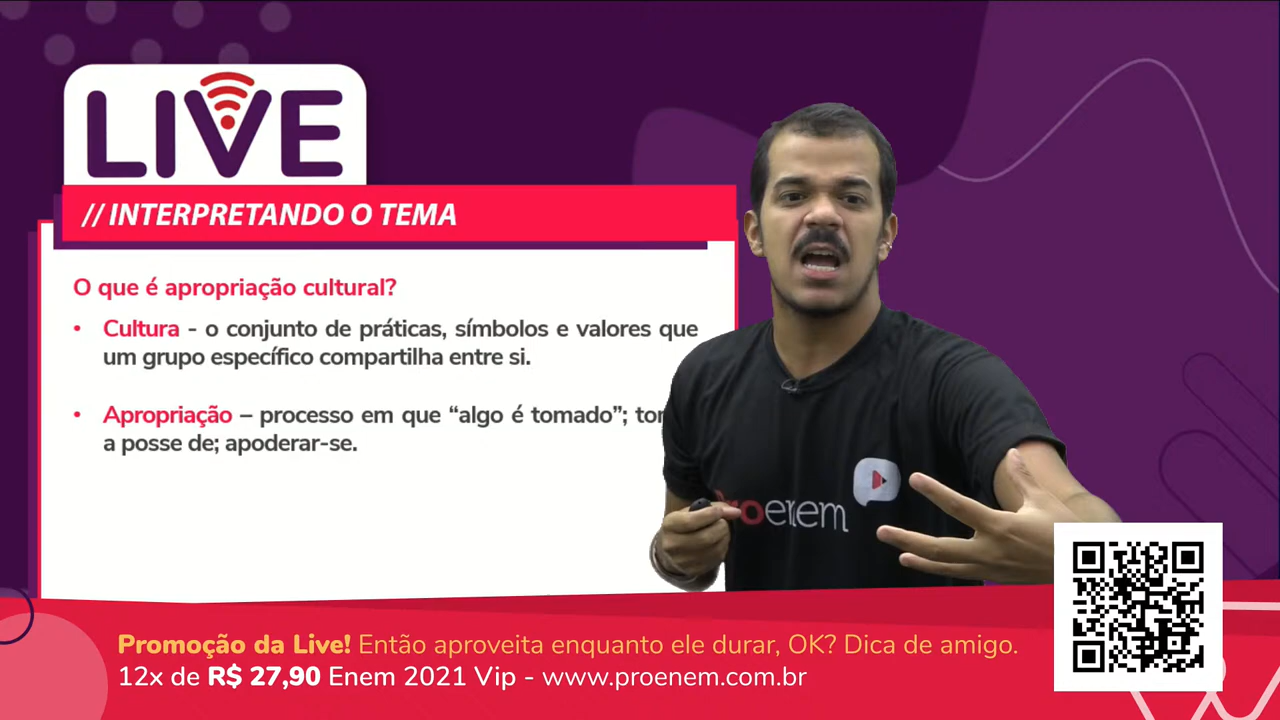 LIVE
// INTERPRETANDO O TEMA
O que é apropriação cultural?
• Cultura - o conjunto de práticas, símbolos e valores que
um grupo específico compartilha entre si.
• Apropriação – processo em que “algo é tomado”;
a posse de; apoderar-se.
proenem
Promoção da Live! Então aproveita enquanto ele durar, OK? Dica de amigo.
12x de R$ 27,90 Enem 2021 Vip - www.proenem.com.br